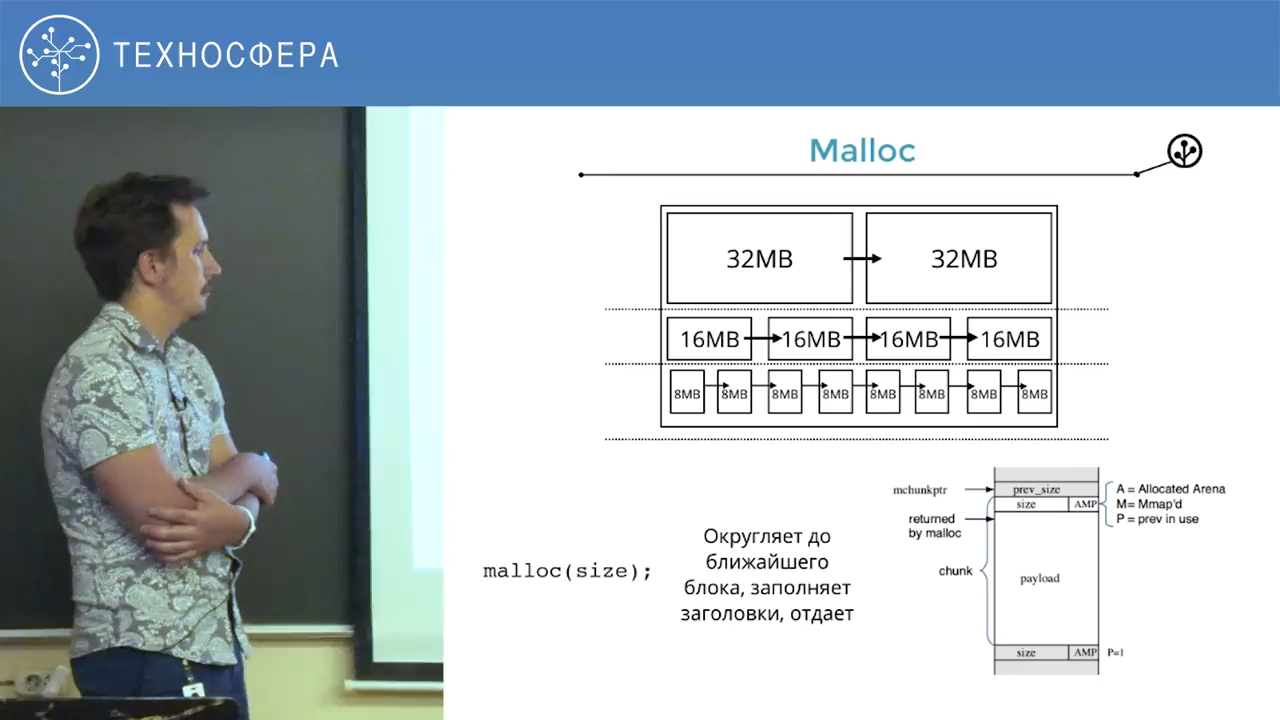 ТЕХНОСФЕРА
Malloc
32MB 32MB
16MB 16MB 16MB 16MB
8MB 8MB 8MB 8MB 8MB 8MB 8MB 8MB
mchunkptr
prev_size
size AMP
A = Allocated Arena
M= Mmap'd
P = prev in use
returned
by malloc
chunk
payload
size AMP P=1
malloc(size);
Округляет до
ближайшего
блока, заполняет
заголовки, отдает